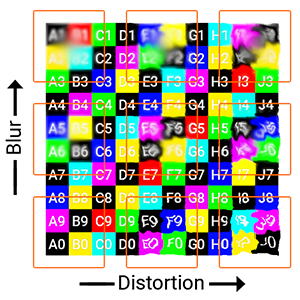 A1 B1 C1 D1 E1 F1 G1 H1 I1 J1
A2 B2 C2 D2 E2 F2 G2 H2
A3 B3 C3 D3 E3 F3 G3 H3 I3 J3
A4 B4 C4 D4 E4 F4 G4 H4 I4 J4
A5 B5 C5 D5 E5 F5 G5 H5 I5 J5
A6 B6 C6 D6 E6 F6 G6 H6
A7 B7 C7 D7 E7 F7 G7 H7 I7 J7
A8 B8 C8 D8 E8 F8 G8 H8 I8 J8
A9 B9 C9 D9 E9 F9 G9 H9 I9 J9
A0 B0 C0 D0 E0 F0 G0 H0 I0 J0
Blur
Distortion